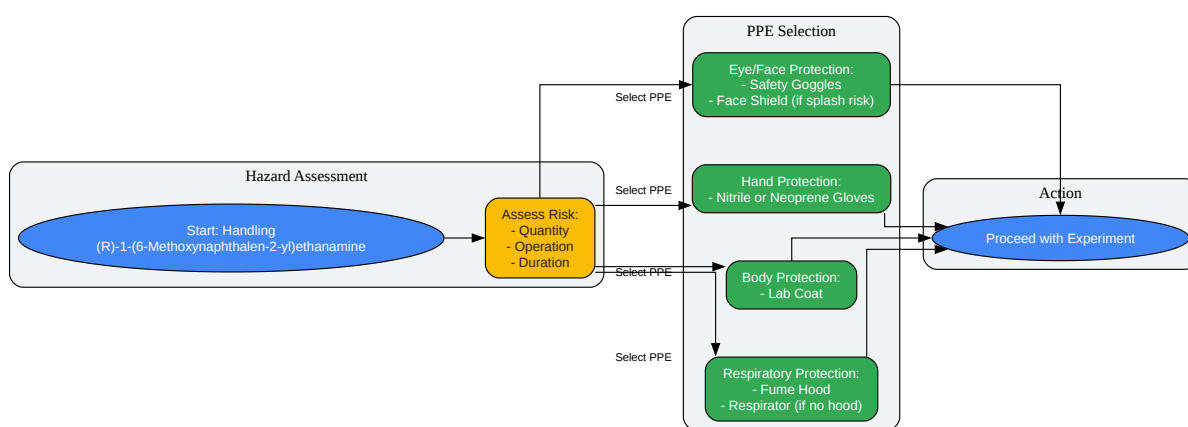 Hazard Assessment
Start: Handling
(R)-1-(6-Methoxynaphthalen-2-yl)ethanamine
Assess Risk:
- Quantity
- Operation
- Duration
Select PPE
Select PPE
Select PPE
Select PPE
PPE Selection
Eye/Face Protection:
- Safety Goggles
- Face Shield (if splash risk)
Hand Protection:
- Nitrile or Neoprene Gloves
Body Protection:
- Lab Coat
Respiratory Protection:
- Fume Hood
- Respirator (if no hood)
Action
Proceed with Experiment